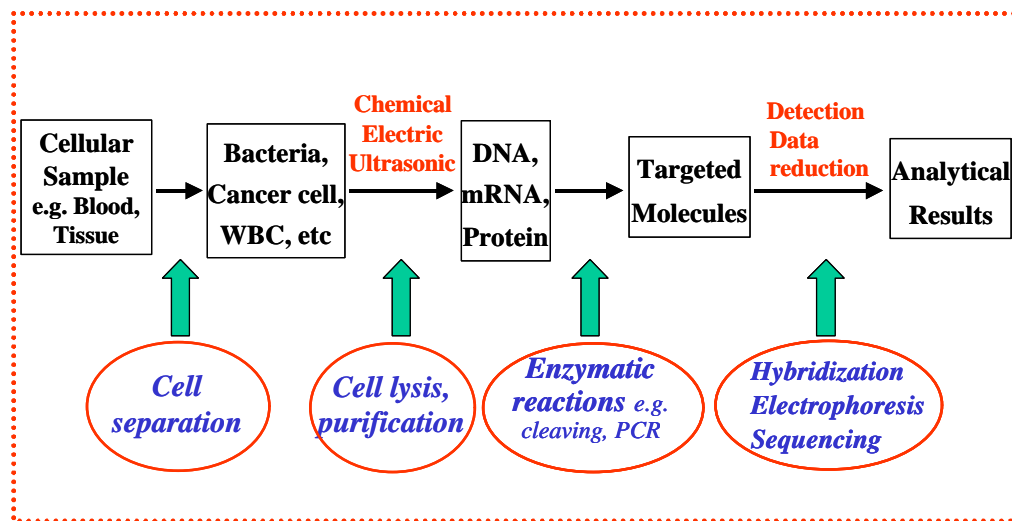 Cellular
Sample
e.g. Blood,
Tissue
Bacteria,
Cancer cell,
WBC, etc
Chemical
Electric
Ultrasonic
DNA,
mRNA,
Protein
Targeted
Molecules
Detection
Data
reduction
Analytical
Results
Cell
separation
Cell lysis,
purification
Enzymatic
reactions e.g.
cleaving, PCR
Hybridization
Electrophoresis
Sequencing